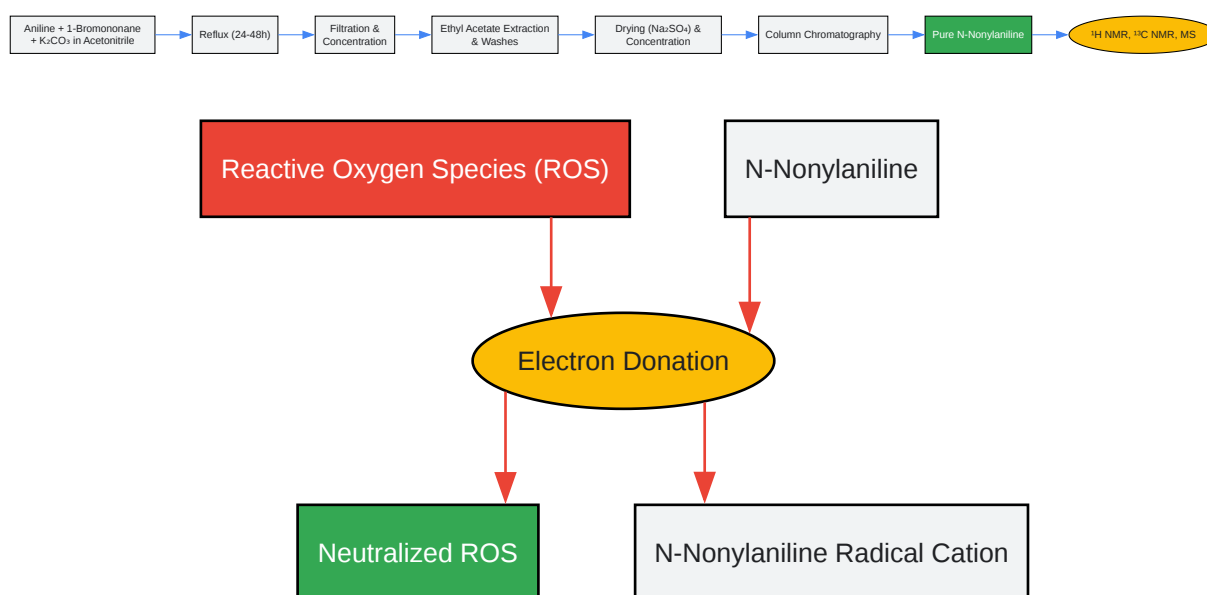 Aniline + 1-Bromononane
+ K₂CO₃ in Acetonitrile
Reflux (24-48h)
Filtration &
Concentration
Ethyl Acetate Extraction
& Washes
Drying (Na₂SO₄) &
Concentration
Column Chromatography
Pure N-Nonylaniline
¹H NMR, ¹³C NMR, MS
Reactive Oxygen Species (ROS)
N-Nonylaniline
Electron Donation
Neutralized ROS
N-Nonylaniline Radical Cation